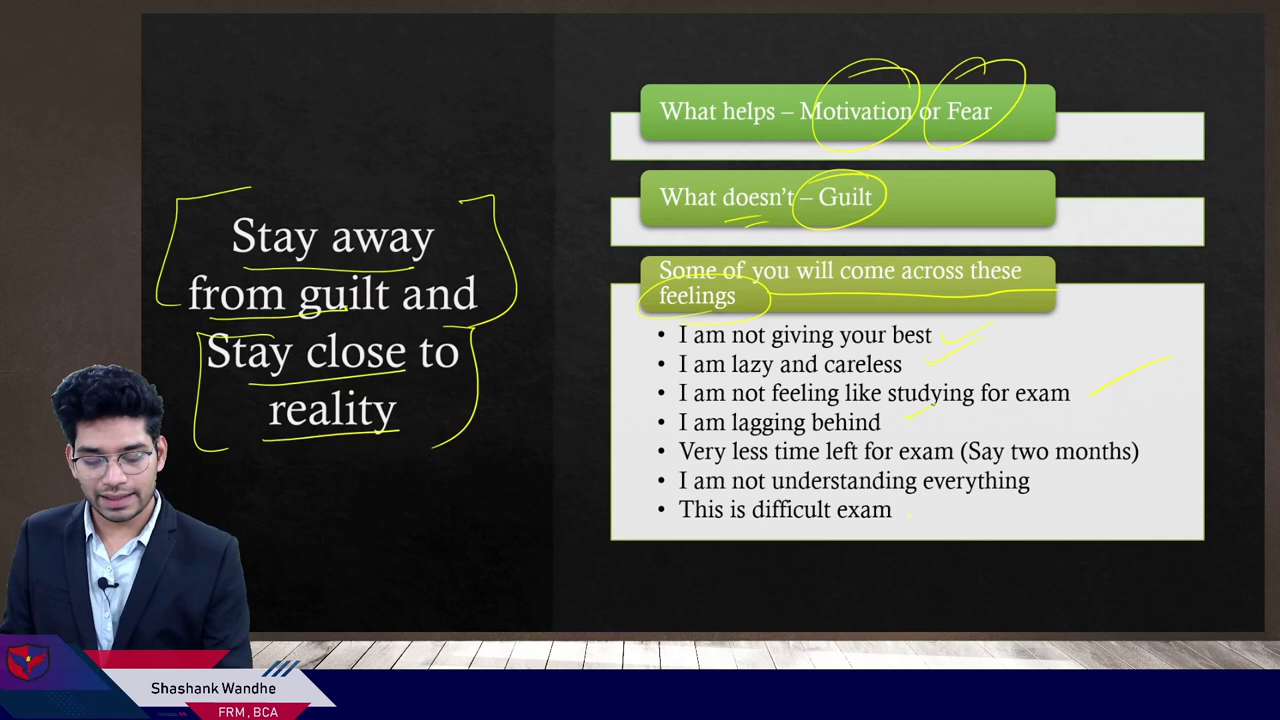 Stay away
from guilt and
Stay close to
reality
What helps – Motivation or Fear
What doesn't – Guilt
Some of you will come across these
feelings
• I am not giving your best
• I am lazy and careless
• I am not feeling like studying for exam
• I am lagging behind
• Very less time left for exam (Say two months)
• I am not understanding everything
• This is difficult exam
Shashank Wandhe
FRM, BCA